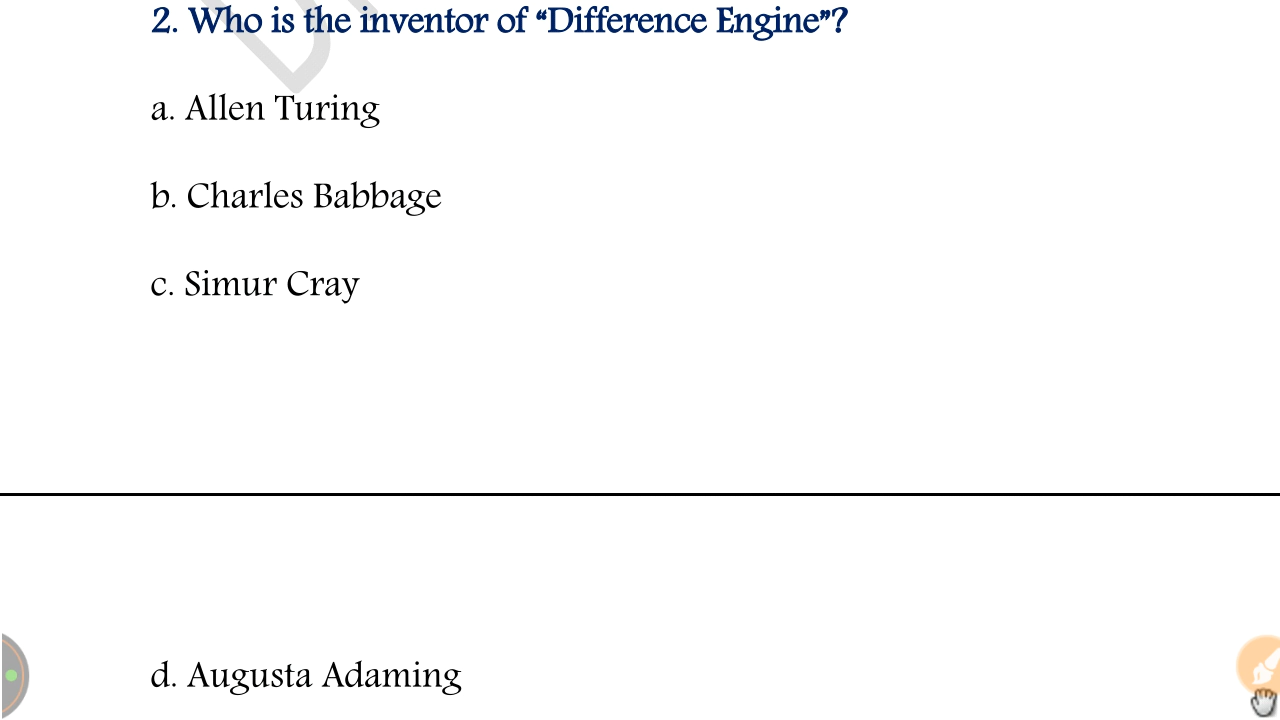 2. Who is the inventor of “Difference Engine”?
a. Allen Turing
b. Charles Babbage
c. Simur Cray
d. Augusta Adaming